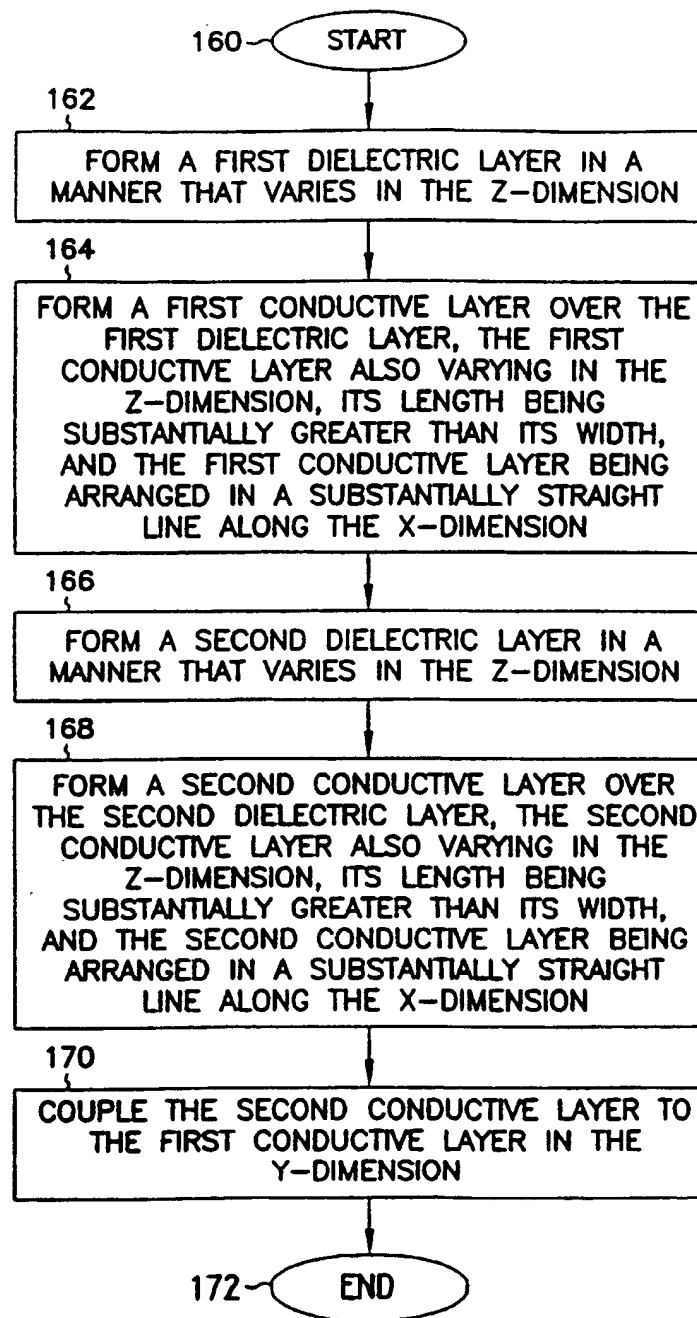 160
START
162
FORM A FIRST DIELECTRIC LAYER IN A
MANNER THAT VARIES IN THE Z-DIMENSION
164
FORM A FIRST CONDUCTIVE LAYER OVER THE
FIRST DIELECTRIC LAYER, THE FIRST
CONDUCTIVE LAYER ALSO VARYING IN THE
Z-DIMENSION, ITS LENGTH BEING
SUBSTANTIALLY GREATER THAN ITS WIDTH,
AND THE FIRST CONDUCTIVE LAYER BEING
ARRANGED IN A SUBSTANTIALLY STRAIGHT
LINE ALONG THE X-DIMENSION
166
FORM A SECOND DIELECTRIC LAYER IN A
MANNER THAT VARIES IN THE Z-DIMENSION
168
FORM A SECOND CONDUCTIVE LAYER OVER
THE SECOND DIELECTRIC LAYER, THE SECOND
CONDUCTIVE LAYER ALSO VARYING IN THE
Z-DIMENSION, ITS LENGTH BEING
SUBSTANTIALLY GREATER THAN ITS WIDTH,
AND THE SECOND CONDUCTIVE LAYER BEING
ARRANGED IN A SUBSTANTIALLY STRAIGHT
LINE ALONG THE X-DIMENSION
170
COUPLE THE SECOND CONDUCTIVE LAYER TO
THE FIRST CONDUCTIVE LAYER IN THE
Y-DIMENSION
172
END